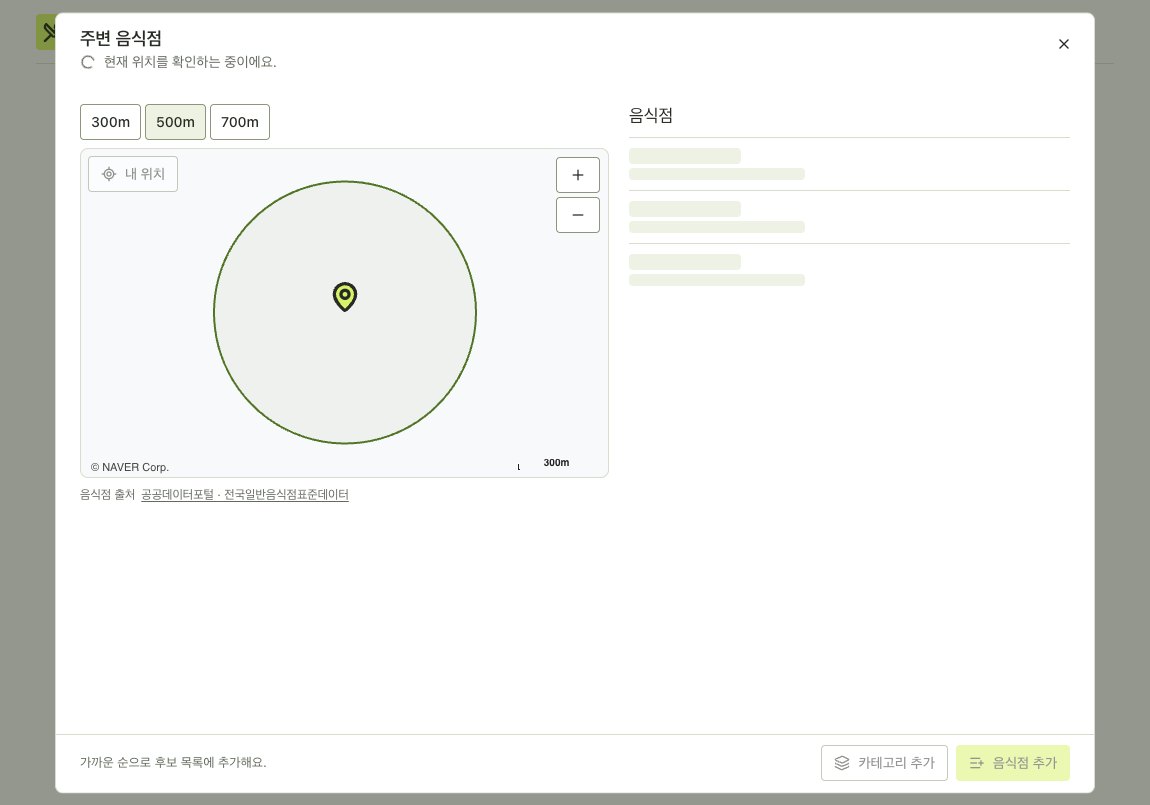 주변 음식점
현재 위치를 확인하는 중이에요.
300m 500m 700m
내 위치
+
−
© NAVER Corp.
300m
음식점 출처 공공데이터포털 · 전국일반음식점표준데이터
음식점
가까운 순으로 후보 목록에 추가해요.
카테고리 추가
음식점 추가